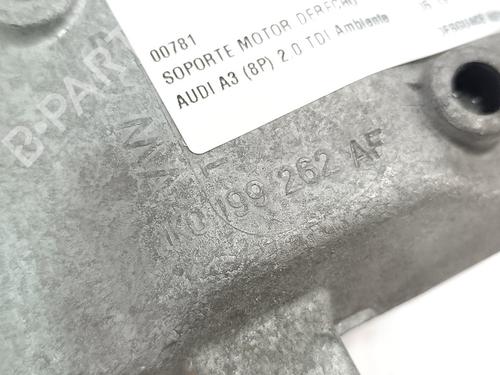 00781
SOPORTE MOTOR DERECHO
AUDI A3 (8P) 2.0 TDI Ambiente
1K0 199 262 AF
B-PARTS